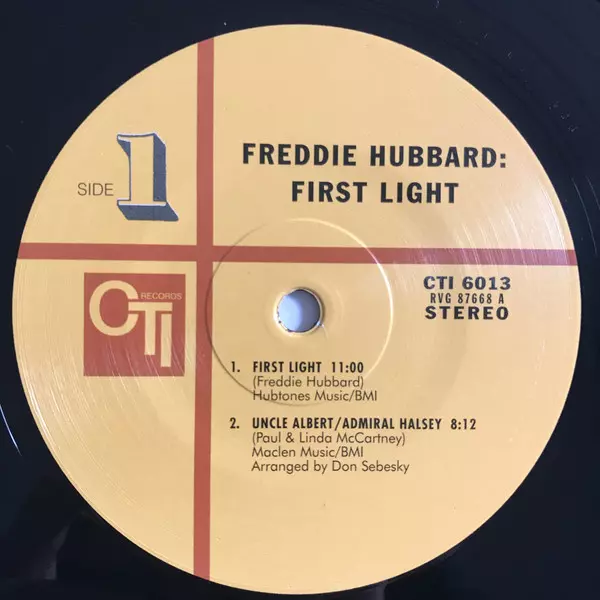 FREDDIE HUBBARD:
FIRST LIGHT
SIDE 1
CTI RECORDS
CTI 6013
RVG 87668 A
STEREO
1. FIRST LIGHT 11:00
(Freddie Hubbard)
Hubtones Music/BMI
2. UNCLE ALBERT/ADMIRAL HALSEY 8:12
(Paul & Linda McCartney)
Maclen Music/BMI
Arranged by Don Sebesky